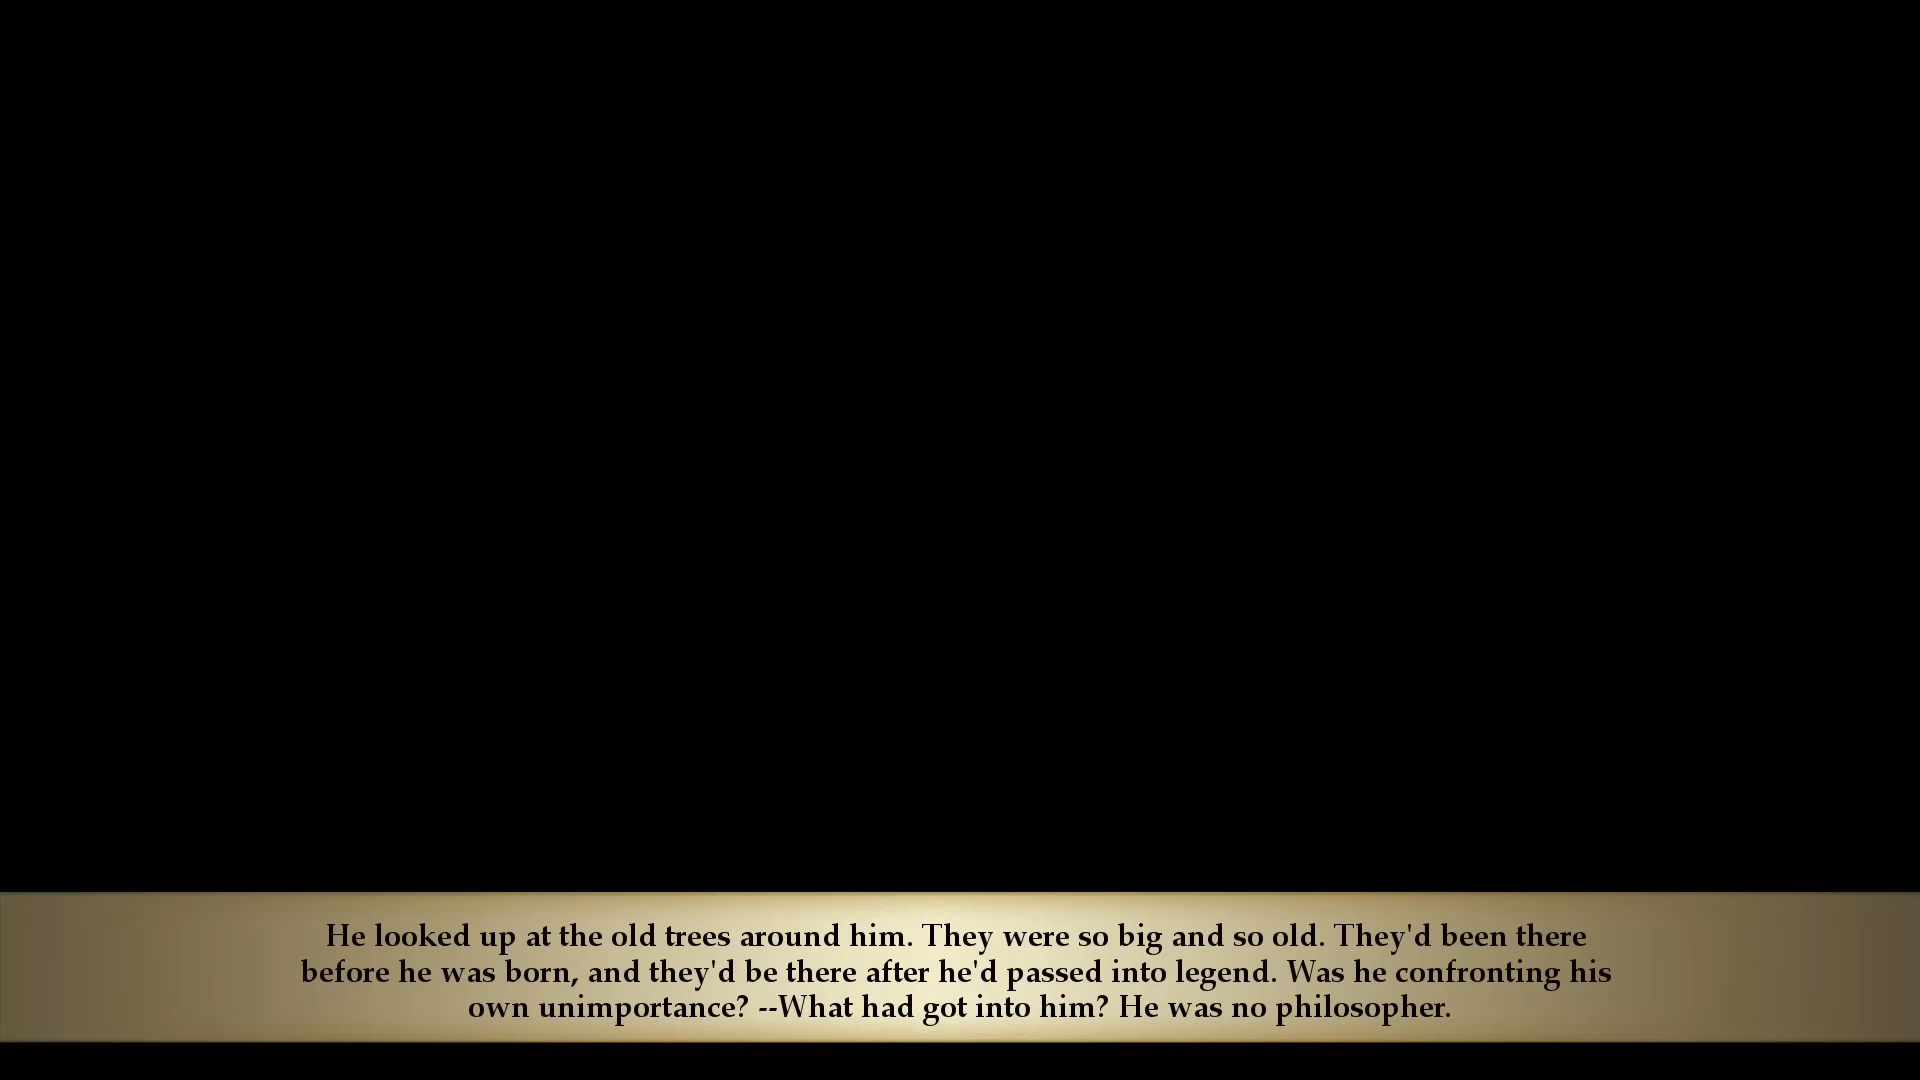 He looked up at the old trees around him. They were so big and so old. They'd been there
before he was born, and they'd be there after he'd passed into legend. Was he confronting his
own unimportance? --What had got into him? He was no philosopher.